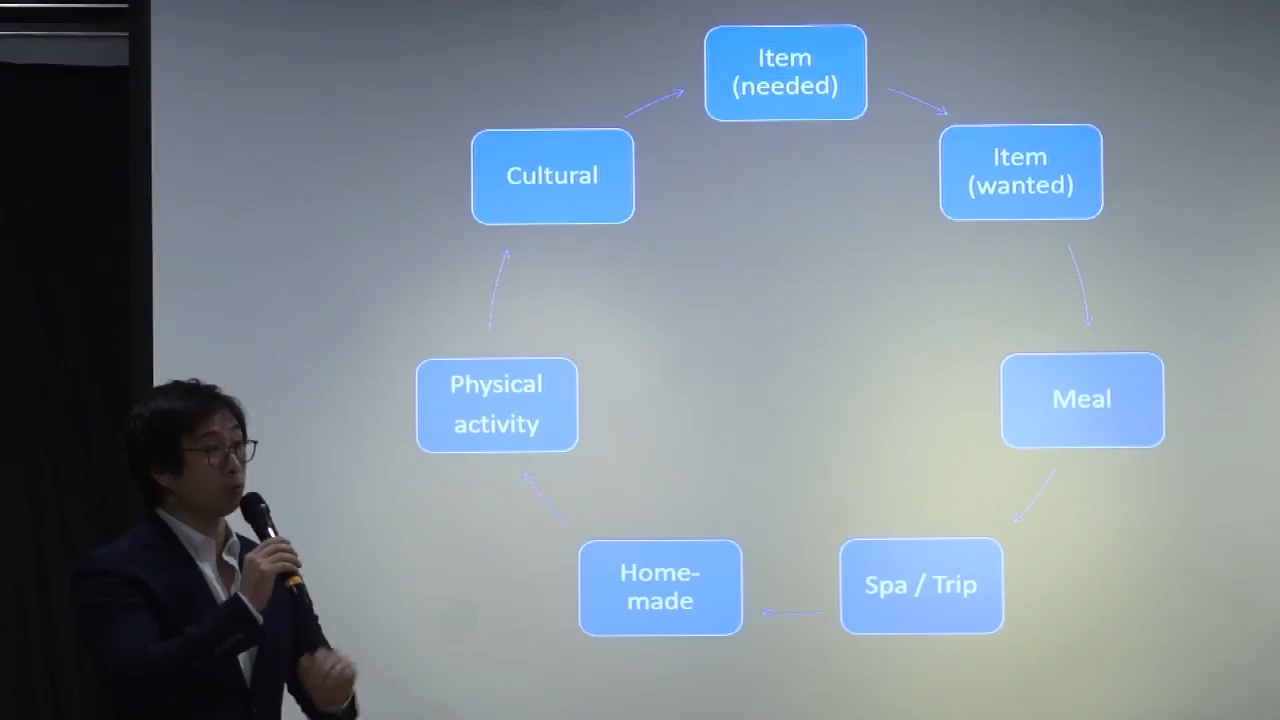 Item
(needed)
Item
(wanted)
Meal
Spa / Trip
Home-
made
Physical
activity
Cultural